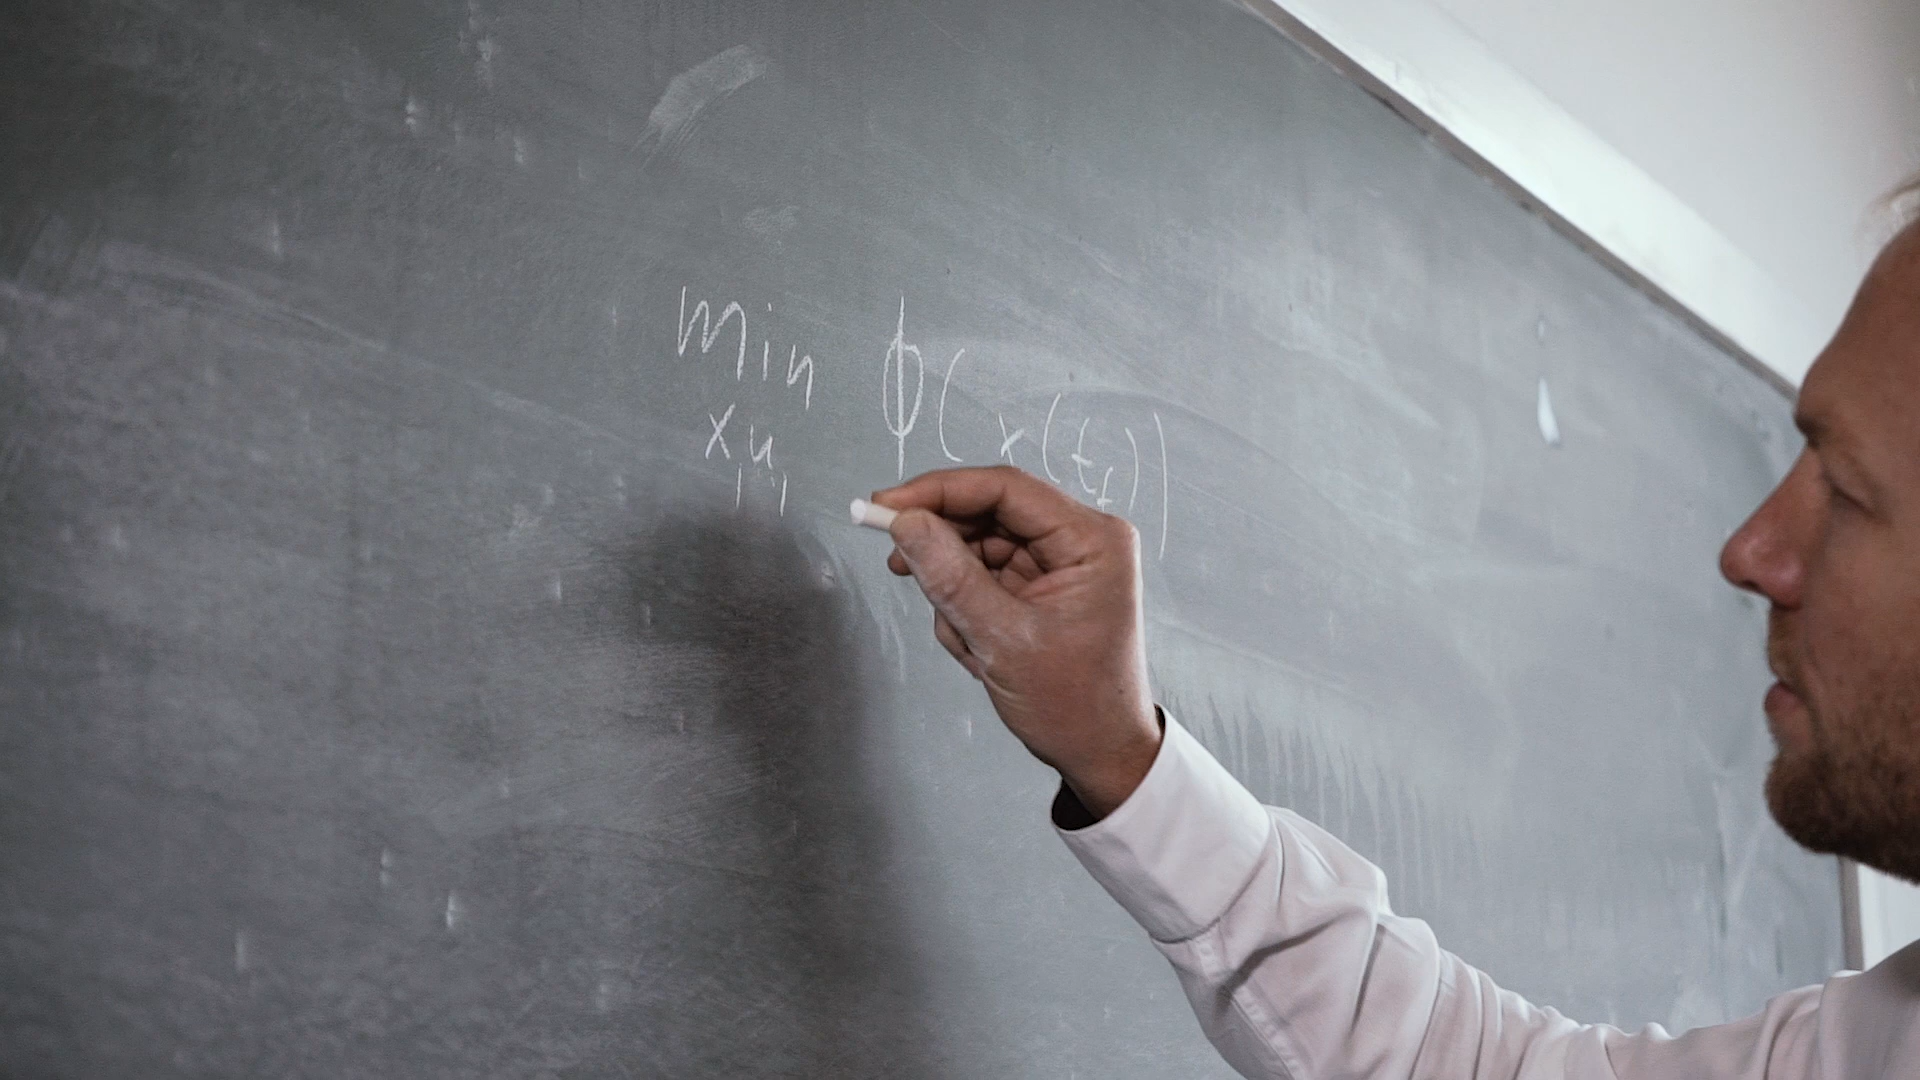 min ϕ(x(t_f))
x,u,